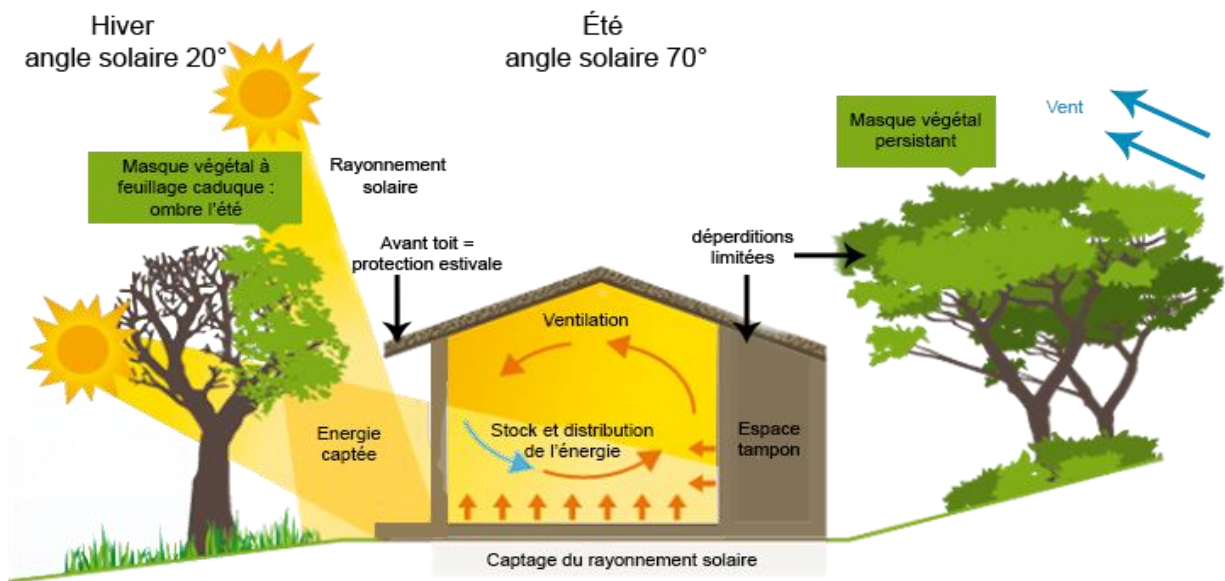 Hiver
angle solaire 20°
Été
angle solaire 70°
Vent
Masque végétal
persistant
Masque végétal à
feuillage caduque :
ombre l'été
Rayonnement
solaire
Avant toit =
protection estivale
déperditions
limitées
Ventilation
Energie
captée
Stock et distribution
de l'énergie
Espace
tampon
Captage du rayonnement solaire